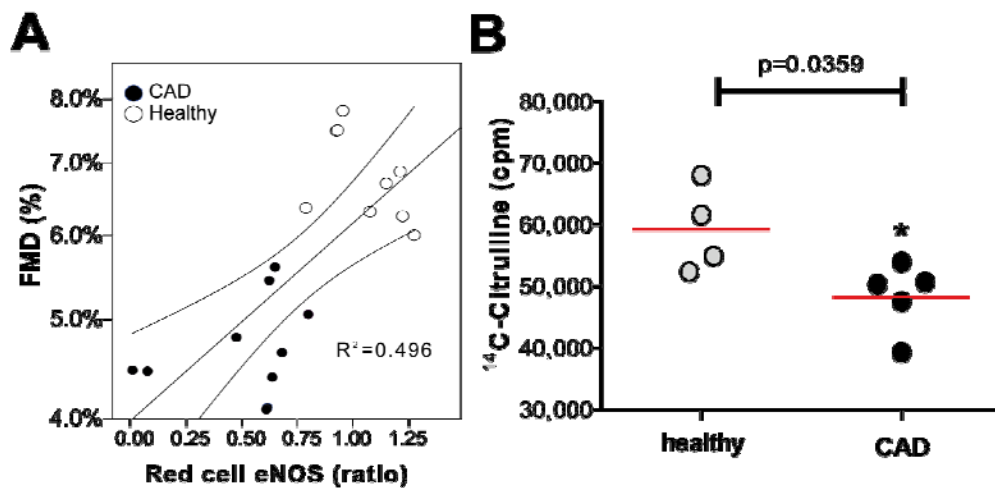 A
CAD
Healthy
8.0%
7.0%
6.0%
5.0%
4.0%
FMD (%)
R²=0.496
0.00 0.25 0.50 0.75 1.00 1.25
Red cell eNOS (ratio)
B
p=0.0359
80,000
70,000
60,000
50,000
40,000
30,000
¹⁴C-Citrulline (cpm)
*
healthy CAD